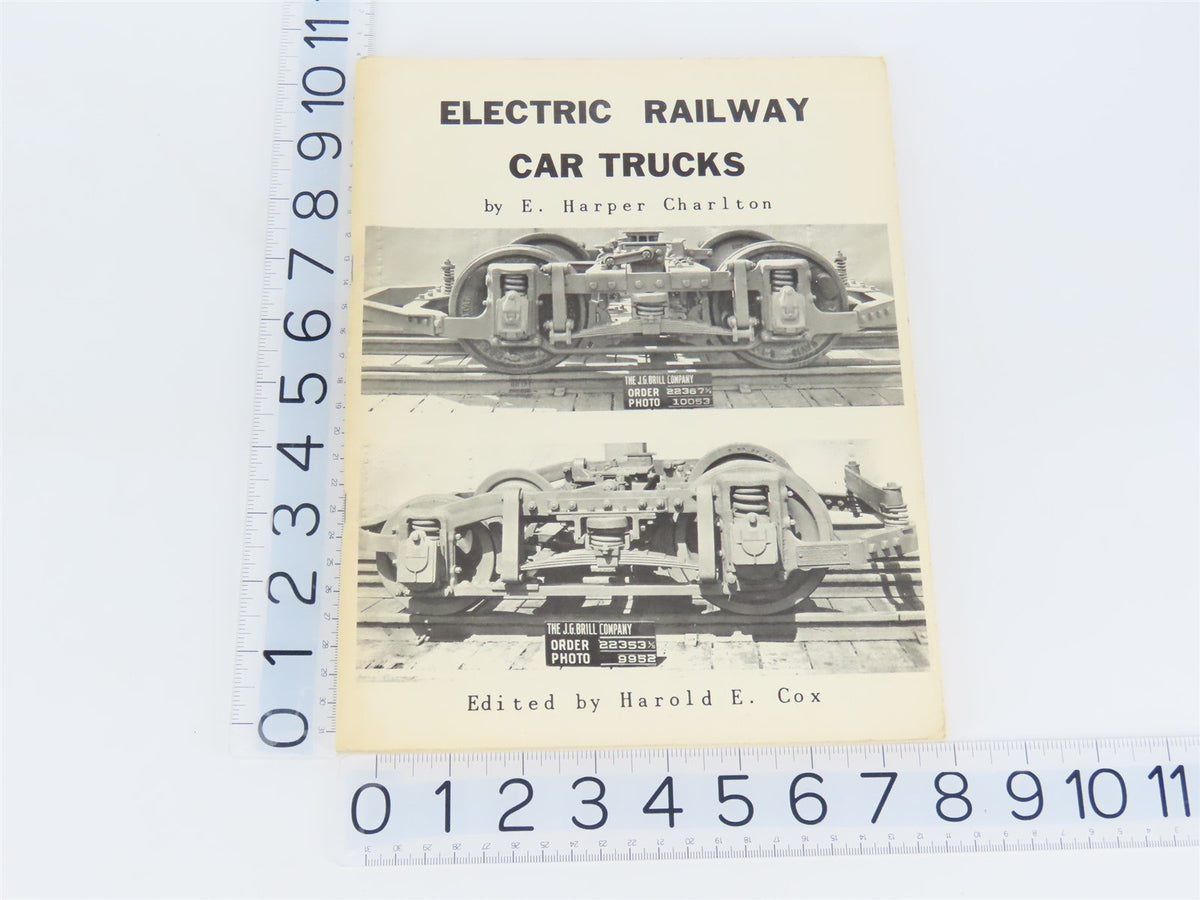 ELECTRIC RAILWAY
CAR TRUCKS
by E. Harper Charlton
THE J.G. BRILL COMPANY
ORDER 22367½
PHOTO 10053
THE J.G. BRILL COMPANY
ORDER 22353
PHOTO 9952
Edited by Harold E. Cox
0 1 2 3 4 5 6 7 8 9 10 11
0 1 2 3 4 5 6 7 8 9 10 11